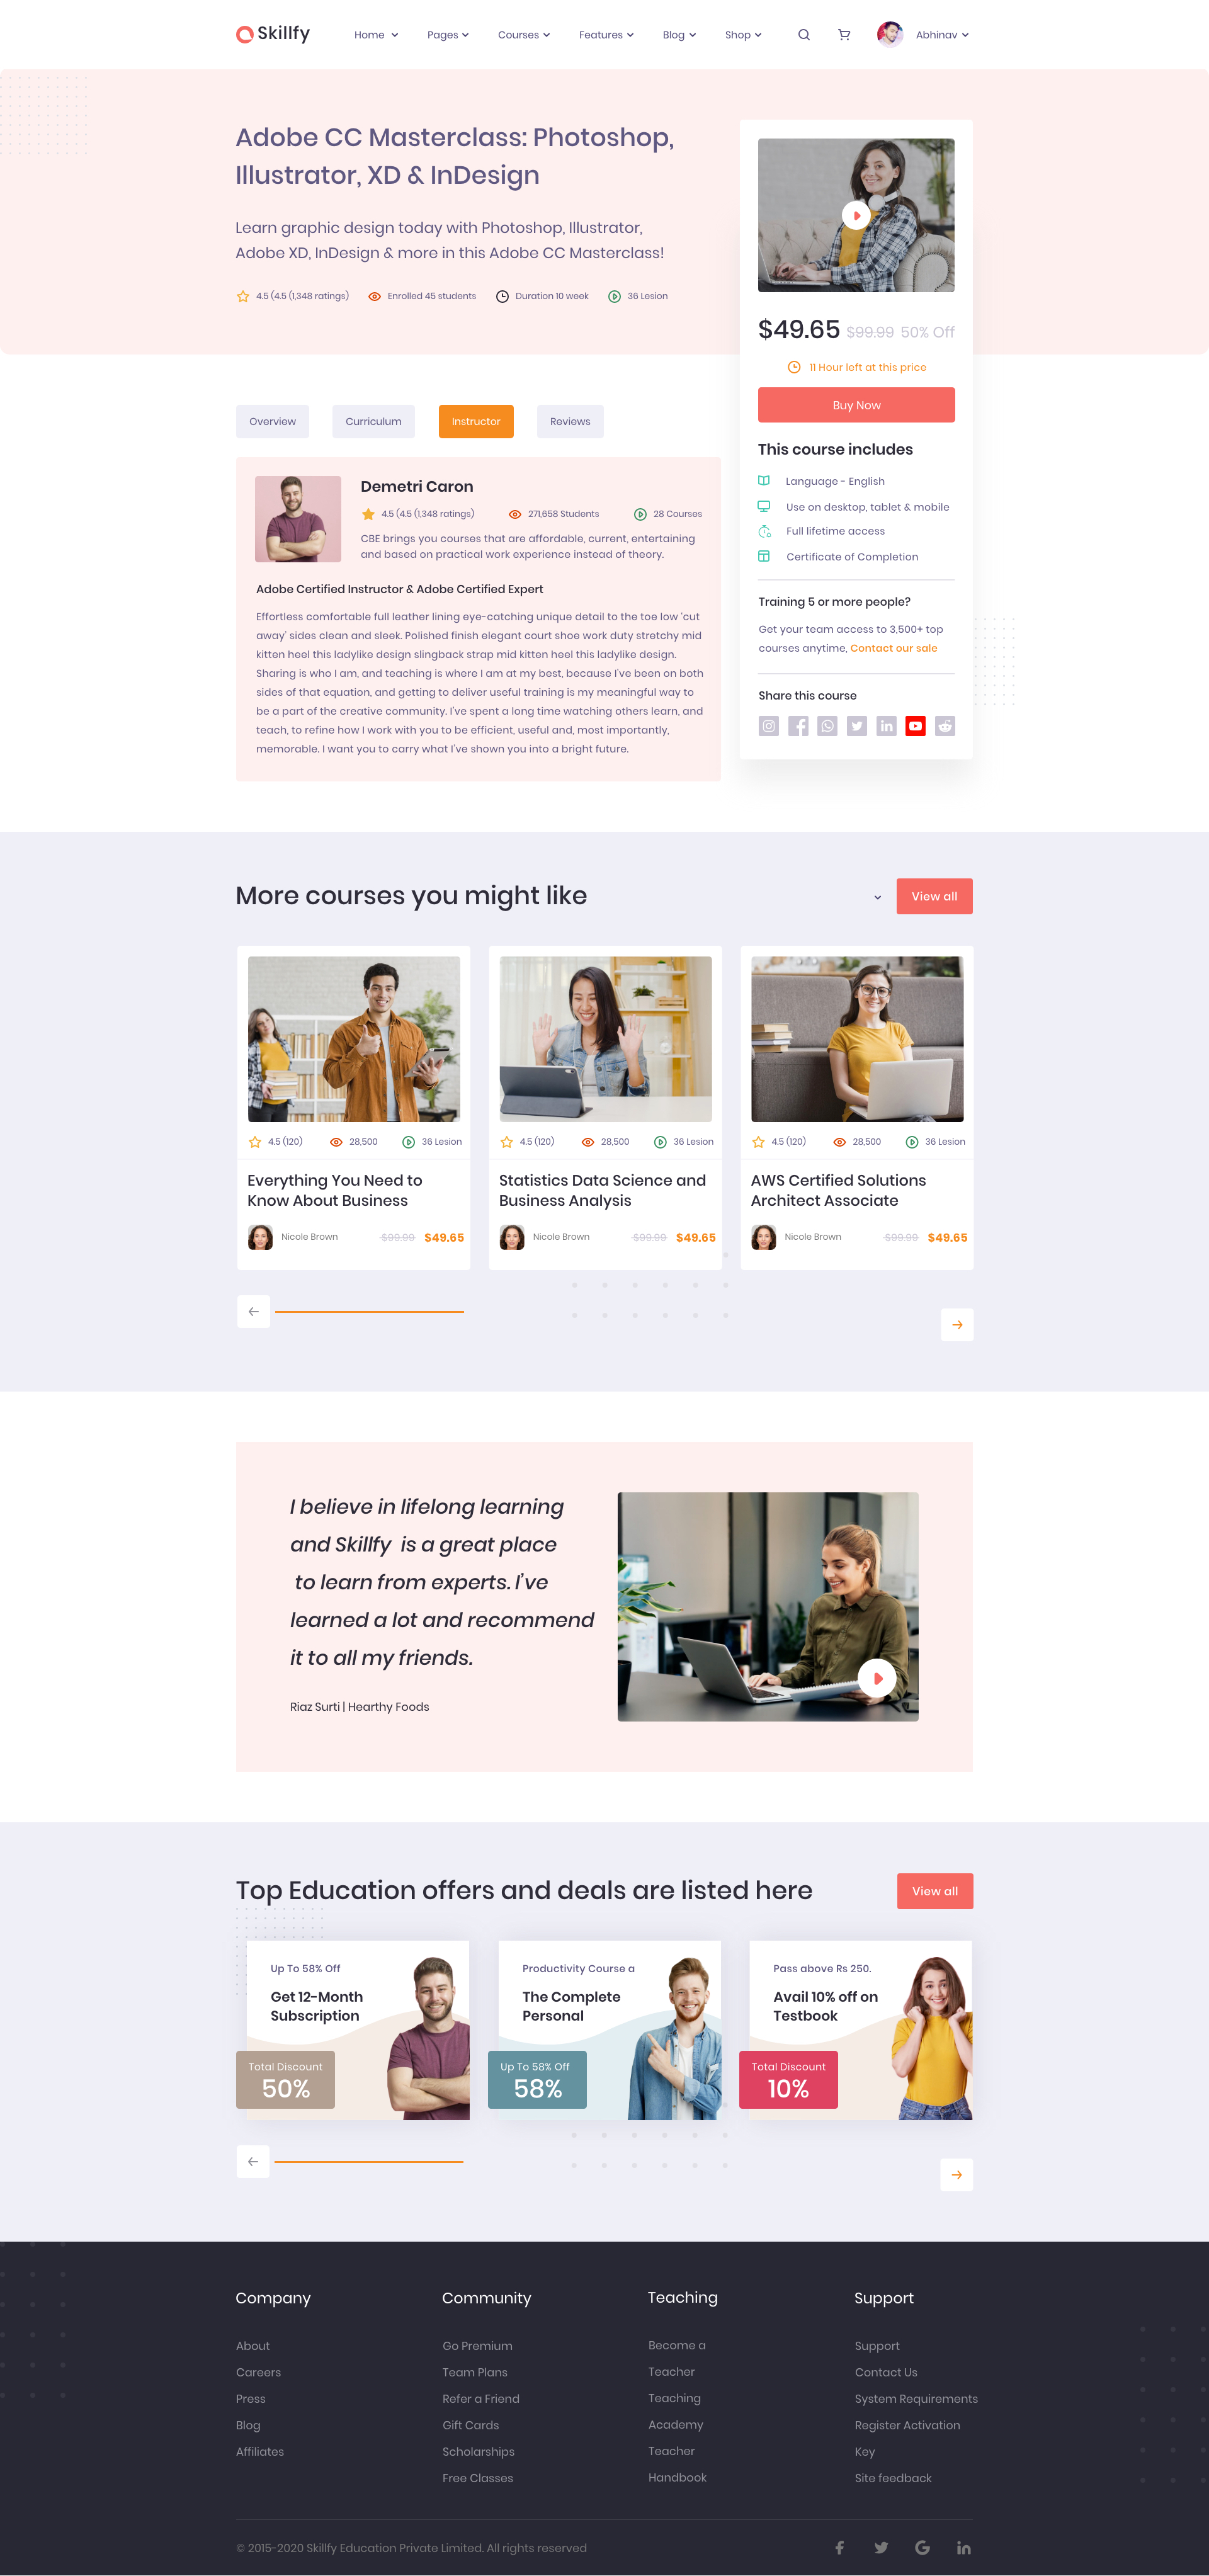 Skillfy
Home
Pages
Courses
Features
Blog
Shop
Abhinav
Adobe CC Masterclass: Photoshop,
Illustrator, XD & InDesign
Learn graphic design today with Photoshop, Illustrator,
Adobe XD, InDesign & more in this Adobe CC Masterclass!
4.5 (4.5 (1,348 ratings)
Enrolled 45 students
Duration 10 week
36 Lesion
$49.65 $99.99 50% Off
11 Hour left at this price
Buy Now
This course includes
Language - English
Use on desktop, tablet & mobile
Full lifetime access
Certificate of Completion
Training 5 or more people?
Get your team access to 3,500+ top
courses anytime, Contact our sale
Share this course
Overview
Curriculum
Instructor
Reviews
Demetri Caron
4.5 (4.5 (1,348 ratings)
271,658 Students
28 Courses
CBE brings you courses that are affordable, current, entertaining
and based on practical work experience instead of theory.
Adobe Certified Instructor & Adobe Certified Expert
Effortless comfortable full leather lining eye-catching unique detail to the toe low 'cut
away' sides clean and sleek. Polished finish elegant court shoe work duty stretchy mid
kitten heel this ladylike design slingback strap mid kitten heel this ladylike design.
Sharing is who I am, and teaching is where I am at my best, because I've been on both
sides of that equation, and getting to deliver useful training is my meaningful way to
be a part of the creative community. I've spent a long time watching others learn, and
teach, to refine how I work with you to be efficient, useful and, most importantly,
memorable. I want you to carry what I've shown you into a bright future.
More courses you might like
View all
4.5 (120)
28,500
36 Lesion
Everything You Need to
Know About Business
Nicole Brown
$99.99
$49.65
4.5 (120)
28,500
36 Lesion
Statistics Data Science and
Business Analysis
Nicole Brown
$99.99
$49.65
4.5 (120)
28,500
36 Lesion
AWS Certified Solutions
Architect Associate
Nicole Brown
$99.99
$49.65
I believe in lifelong learning
and Skillfy is a great place
to learn from experts. I've
learned a lot and recommend
it to all my friends.
Riaz Surti | Hearthy Foods
Top Education offers and deals are listed here
View all
Up To 58% Off
Get 12-Month
Subscription
Total Discount
50%
Productivity Course a
The Complete
Personal
Up To 58% Off
58%
Pass above Rs 250.
Avail 10% off on
Testbook
Total Discount
10%
Company
About
Careers
Press
Blog
Affiliates
Community
Go Premium
Team Plans
Refer a Friend
Gift Cards
Scholarships
Free Classes
Teaching
Become a
Teacher
Teaching
Academy
Teacher
Handbook
Support
Support
Contact Us
System Requirements
Register Activation
Key
Site feedback
© 2015-2020 Skillfy Education Private Limited. All rights reserved